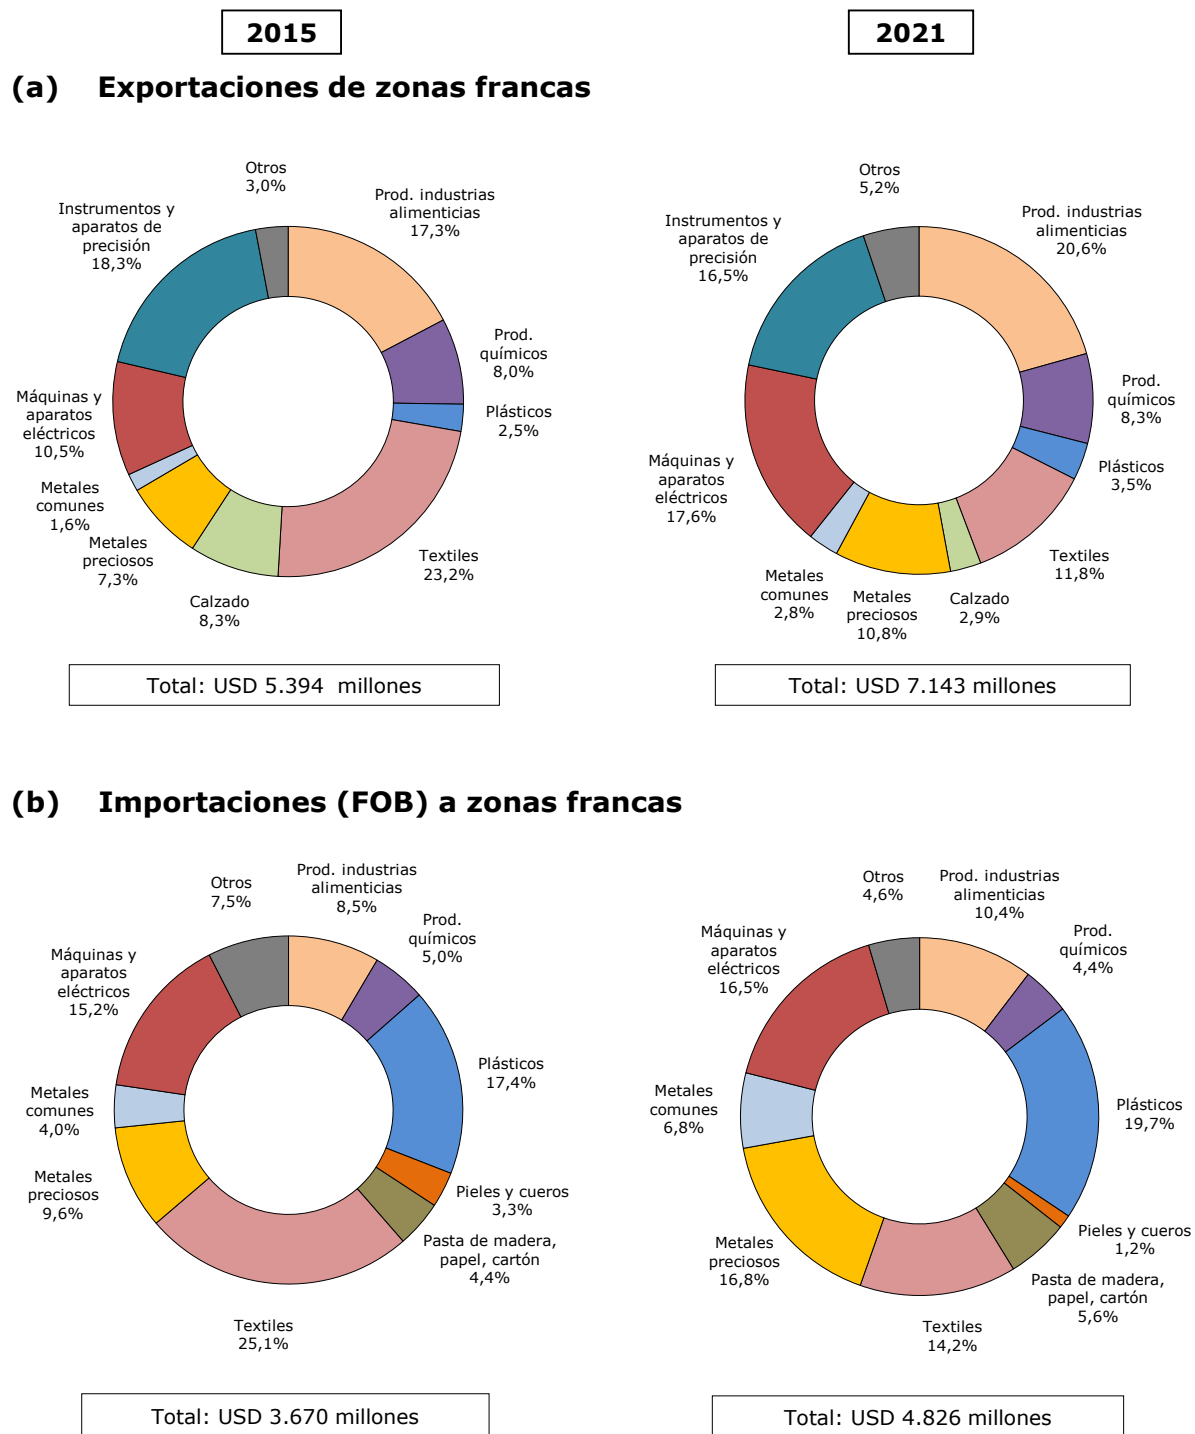 2015
2021
(a) Exportaciones de zonas francas
Otros
3,0%
Prod. industrias
alimenticias
17,3%
Prod.
químicos
8,0%
Plásticos
2,5%
Textiles
23,2%
Calzado
8,3%
Metales
preciosos
7,3%
Metales
comunes
1,6%
Máquinas y
aparatos
eléctricos
10,5%
Instrumentos y
aparatos de
precisión
18,3%
Total: USD 5.394 millones
Otros
5,2%
Prod. industrias
alimenticias
20,6%
Prod.
químicos
8,3%
Plásticos
3,5%
Textiles
11,8%
Calzado
2,9%
Metales
preciosos
10,8%
Metales
comunes
2,8%
Máquinas y
aparatos
eléctricos
17,6%
Instrumentos y
aparatos de
precisión
16,5%
Total: USD 7.143 millones
(b) Importaciones (FOB) a zonas francas
Otros
7,5%
Prod. industrias
alimenticias
8,5%
Prod.
químicos
5,0%
Plásticos
17,4%
Pieles y cueros
3,3%
Pasta de madera,
papel, cartón
4,4%
Textiles
25,1%
Metales
preciosos
9,6%
Metales
comunes
4,0%
Máquinas y
aparatos
eléctricos
15,2%
Total: USD 3.670 millones
Otros
4,6%
Prod. industrias
alimenticias
10,4%
Prod.
químicos
4,4%
Plásticos
19,7%
Pieles y cueros
1,2%
Pasta de madera,
papel, cartón
5,6%
Textiles
14,2%
Metales
preciosos
16,8%
Metales
comunes
6,8%
Máquinas y
aparatos
eléctricos
16,5%
Total: USD 4.826 millones